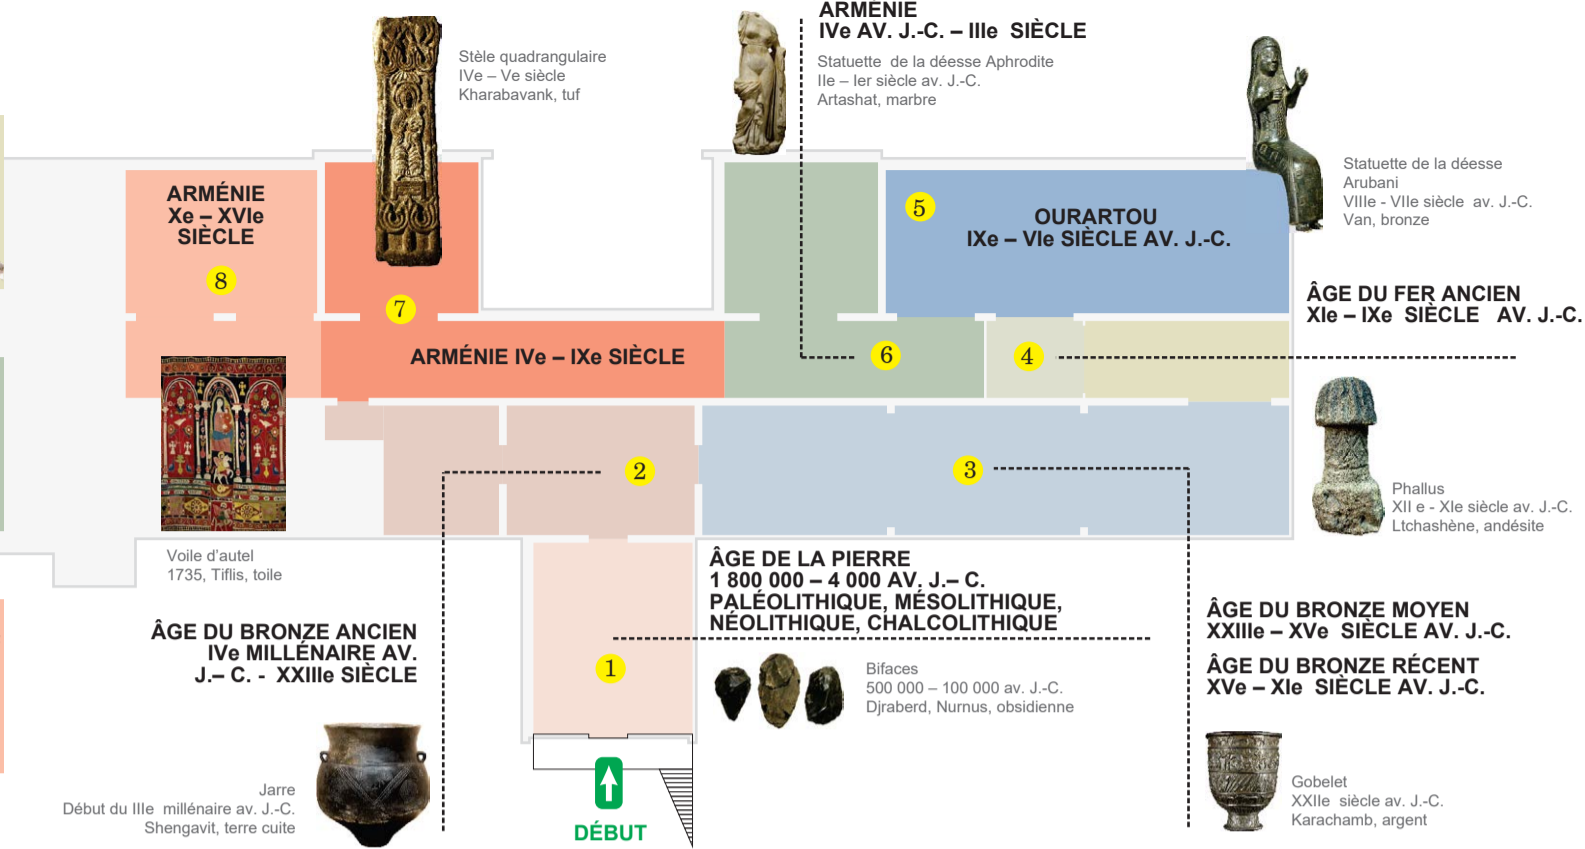 ARMÉNIE
IVe AV. J.-C. – IIIe SIÈCLE
Statuette de la déesse Aphrodite
IIe – Ier siècle av. J.-C.
Artashat, marbre
Stèle quadrangulaire
IVe – Ve siècle
Kharabavank, tuf
Statuette de la déesse
Arubani
VIIIe - VIIe siècle av. J.-C.
Van, bronze
ARMÉNIE
Xe – XVIe
SIÈCLE
8
7
5
OURARTOU
IXe – VIe SIÈCLE AV. J.-C.
ÂGE DU FER ANCIEN
XIe – IXe SIÈCLE AV. J.-C.
ARMÉNIE IVe – IXe SIÈCLE
6
4
2
3
Phallus
XII e - XIe siècle av. J.-C.
Ltchashène, andésite
Voile d'autel
1735, Tiflis, toile
ÂGE DE LA PIERRE
1 800 000 – 4 000 AV. J.– C.
PALÉOLITHIQUE, MÉSOLITHIQUE,
NÉOLITHIQUE, CHALCOLITHIQUE
ÂGE DU BRONZE ANCIEN
IVe MILLÉNAIRE AV.
J.– C. - XXIIIe SIÈCLE
1
Bifaces
500 000 – 100 000 av. J.-C.
Djraberd, Nurnus, obsidienne
ÂGE DU BRONZE MOYEN
XXIIIe – XVe SIÈCLE AV. J.-C.
ÂGE DU BRONZE RÉCENT
XVe – XIe SIÈCLE AV. J.-C.
Jarre
Début du IIIe millénaire av. J.-C.
Shengavit, terre cuite
DÉBUT
Gobelet
XXIIe siècle av. J.-C.
Karachamb, argent